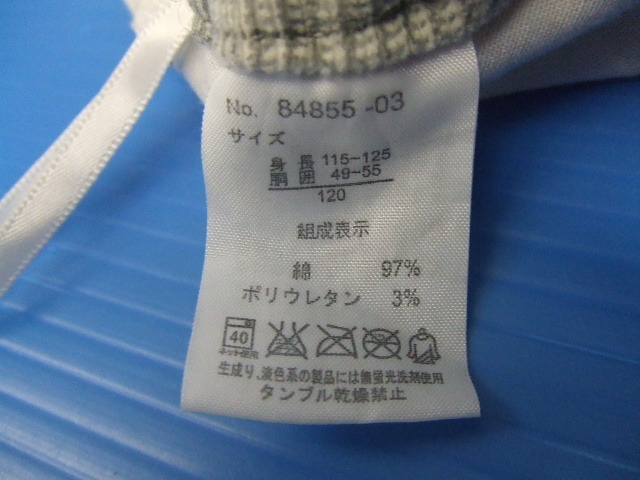 No. 84855-03
サイズ
身長 115~125
胴囲 49~55
120
組成表示
綿 97%
ポリウレタン 3%
40
ネット使用
生成り、淡色系の製品には無蛍光洗剤使用
タンブル乾燥禁止